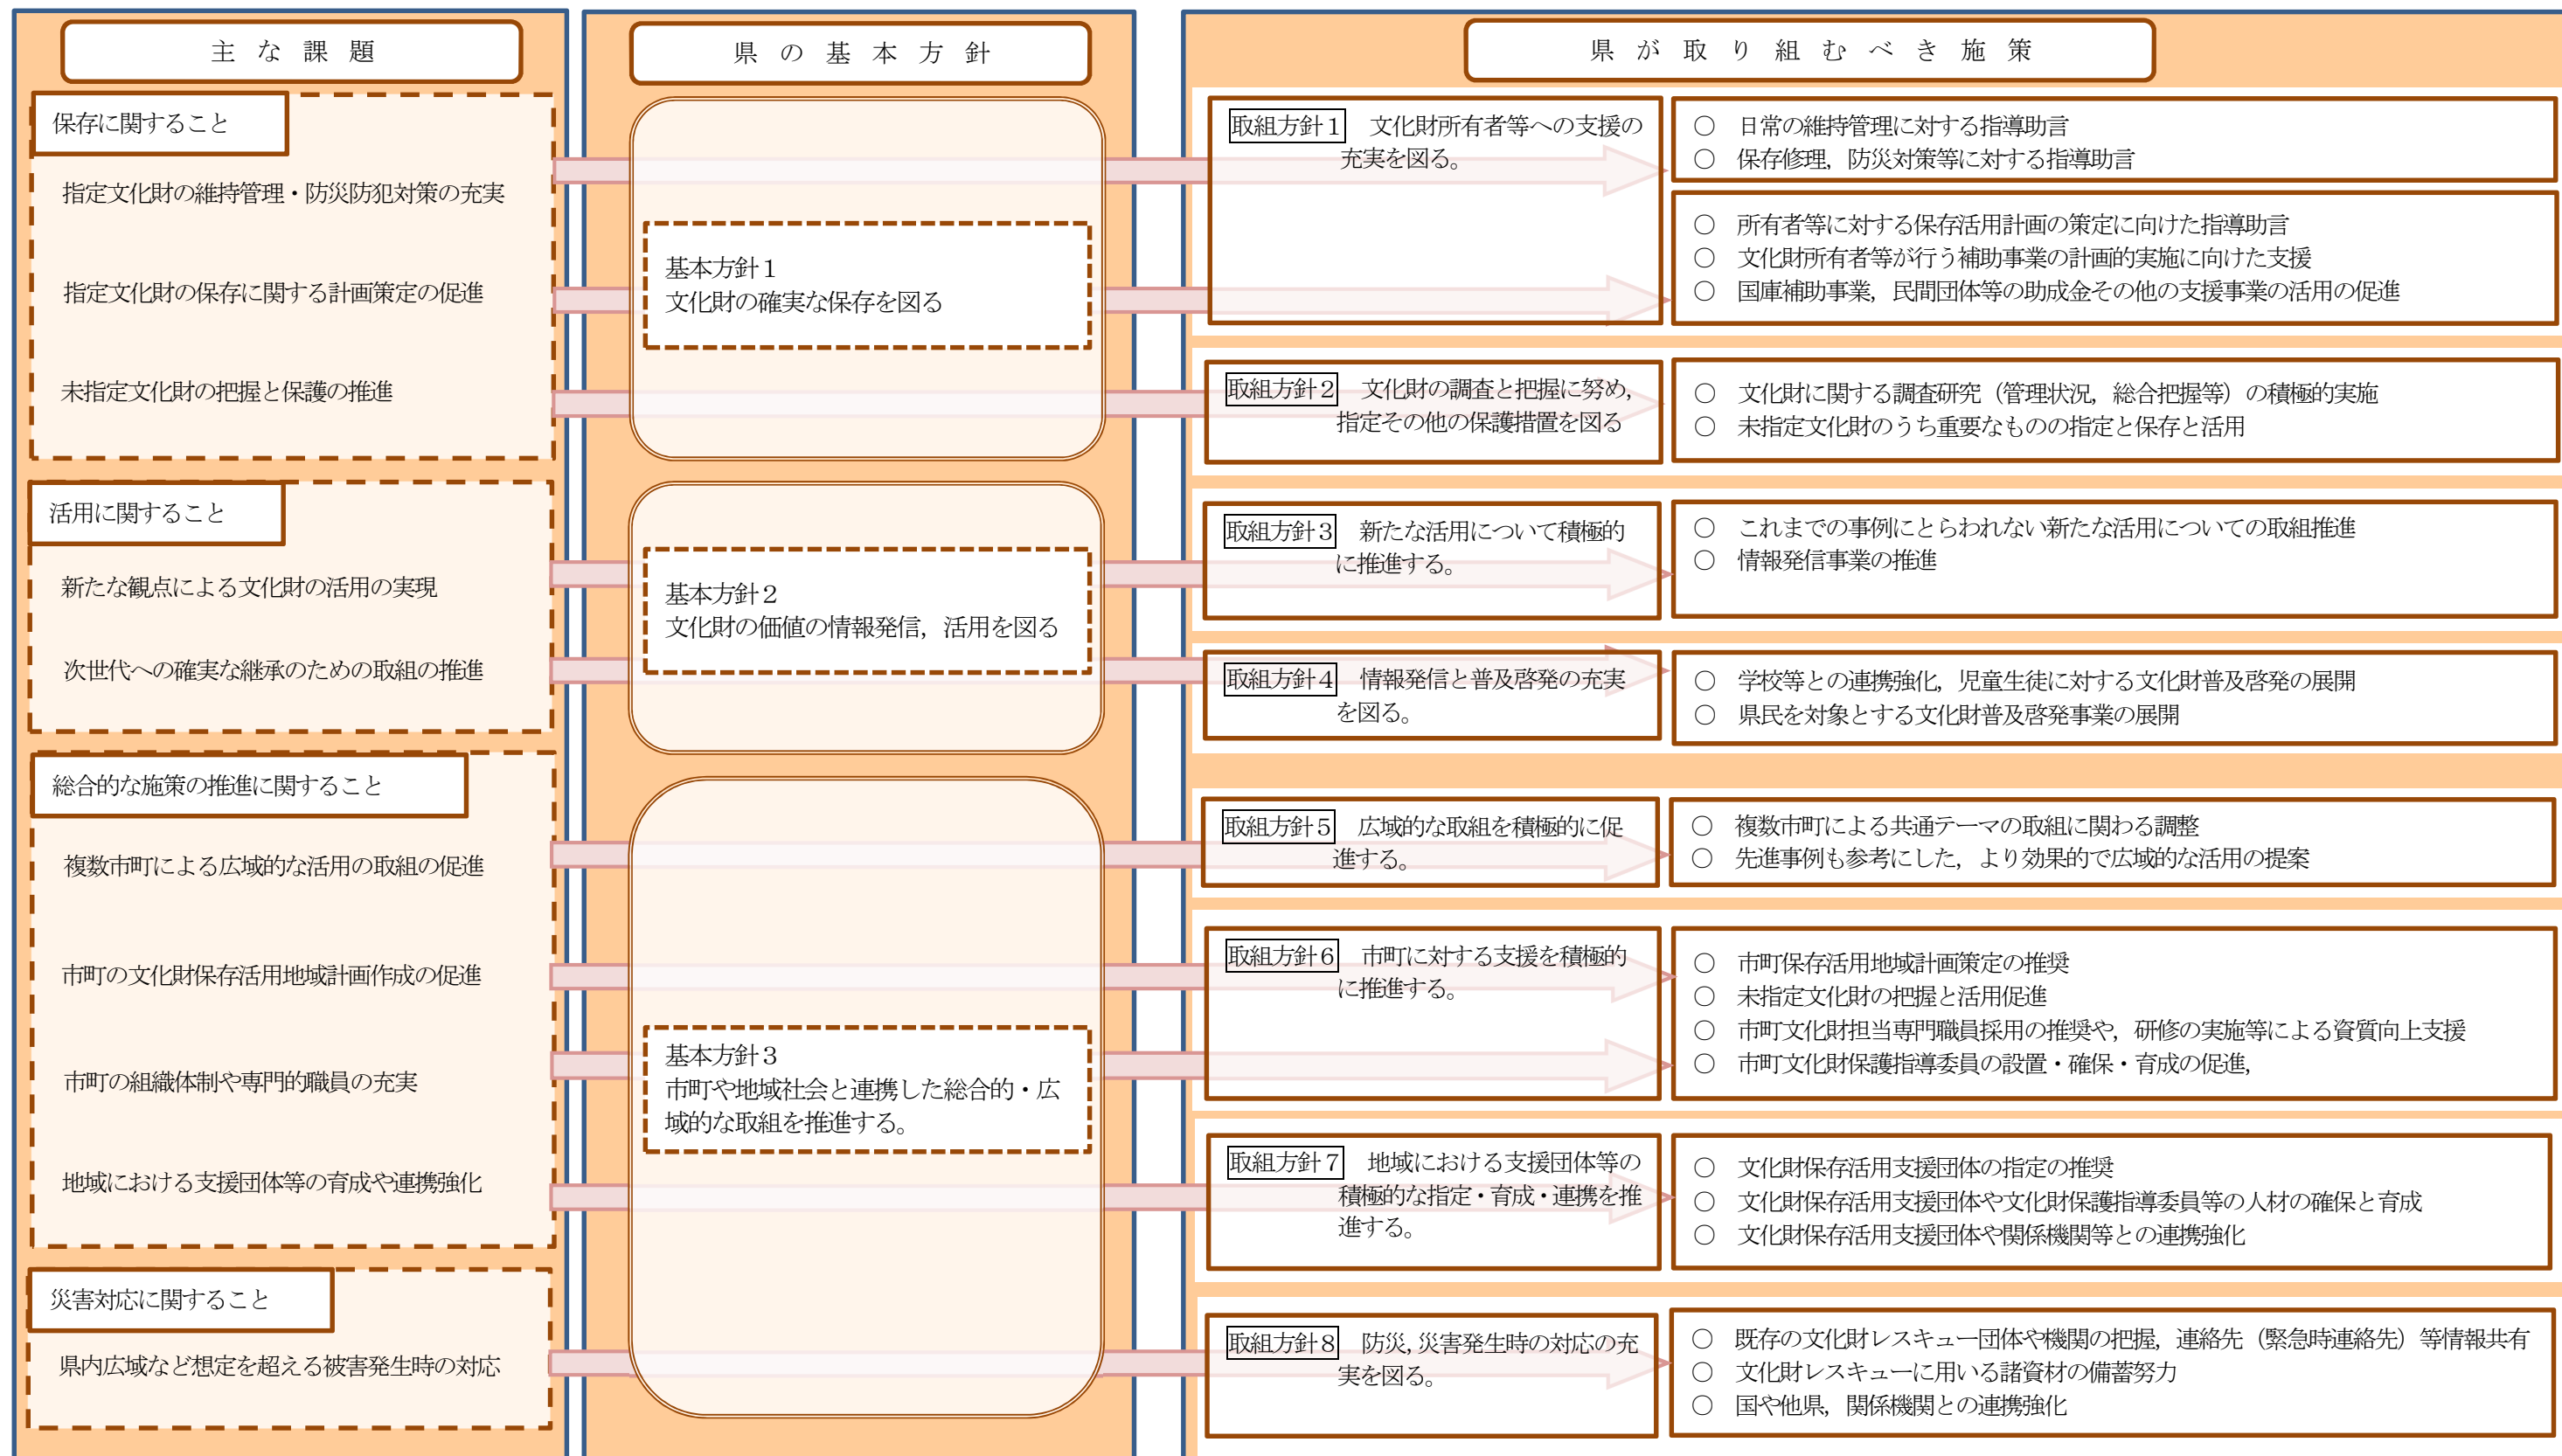 主な課題
県の基本方針
県が取り組むべき施策
保存に関すること
指定文化財の維持管理・防災防犯対策の充実
指定文化財の保存に関する計画策定の促進
未指定文化財の把握と保護の推進
基本方針１
文化財の確実な保存を図る
取組方針１　文化財所有者等への支援の
充実を図る。
○　日常の維持管理に対する指導助言
○　保存修理，防災対策等に対する指導助言
○　所有者等に対する保存活用計画の策定に向けた指導助言
○　文化財所有者等が行う補助事業の計画的実施に向けた支援
○　国庫補助事業，民間団体等の助成金その他の支援事業の活用の促進
取組方針２　文化財の調査と把握に努め，
指定その他の保護措置を図る
○　文化財に関する調査研究（管理状況，総合把握等）の積極的実施
○　未指定文化財のうち重要なものの指定と保存と活用
活用に関すること
新たな観点による文化財の活用の実現
次世代への確実な継承のための取組の推進
基本方針２
文化財の価値の情報発信，活用を図る
取組方針３　新たな活用について積極的
に推進する。
○　これまでの事例にとらわれない新たな活用についての取組推進
○　情報発信事業の推進
取組方針４　情報発信と普及啓発の充実
を図る。
○　学校等との連携強化，児童生徒に対する文化財普及啓発の展開
○　県民を対象とする文化財普及啓発事業の展開
総合的な施策の推進に関すること
複数市町による広域的な活用の取組の促進
市町の文化財保存活用地域計画作成の促進
市町の組織体制や専門的職員の充実
地域における支援団体等の育成や連携強化
基本方針３
市町や地域社会と連携した総合的・広
域的な取組を推進する。
取組方針５　広域的な取組を積極的に促
進する。
○　複数市町による共通テーマの取組に関わる調整
○　先進事例も参考にした，より効果的で広域的な活用の提案
取組方針６　市町に対する支援を積極的
に推進する。
○　市町保存活用地域計画策定の推奨
○　未指定文化財の把握と活用促進
○　市町文化財担当専門職員採用の推奨や，研修の実施等による資質向上支援
○　市町文化財保護指導委員の設置・確保・育成の促進，
取組方針７　地域における支援団体等の
積極的な指定・育成・連携を推
進する。
○　文化財保存活用支援団体の指定の推奨
○　文化財保存活用支援団体や文化財保護指導委員等の人材の確保と育成
○　文化財保存活用支援団体や関係機関等との連携強化
災害対応に関すること
県内広域など想定を超える被害発生時の対応
取組方針８　防災，災害発生時の対応の充
実を図る。
○　既存の文化財レスキュー団体や機関の把握，連絡先（緊急時連絡先）等情報共有
○　文化財レスキューに用いる諸資材の備蓄努力
○　国や他県，関係機関との連携強化